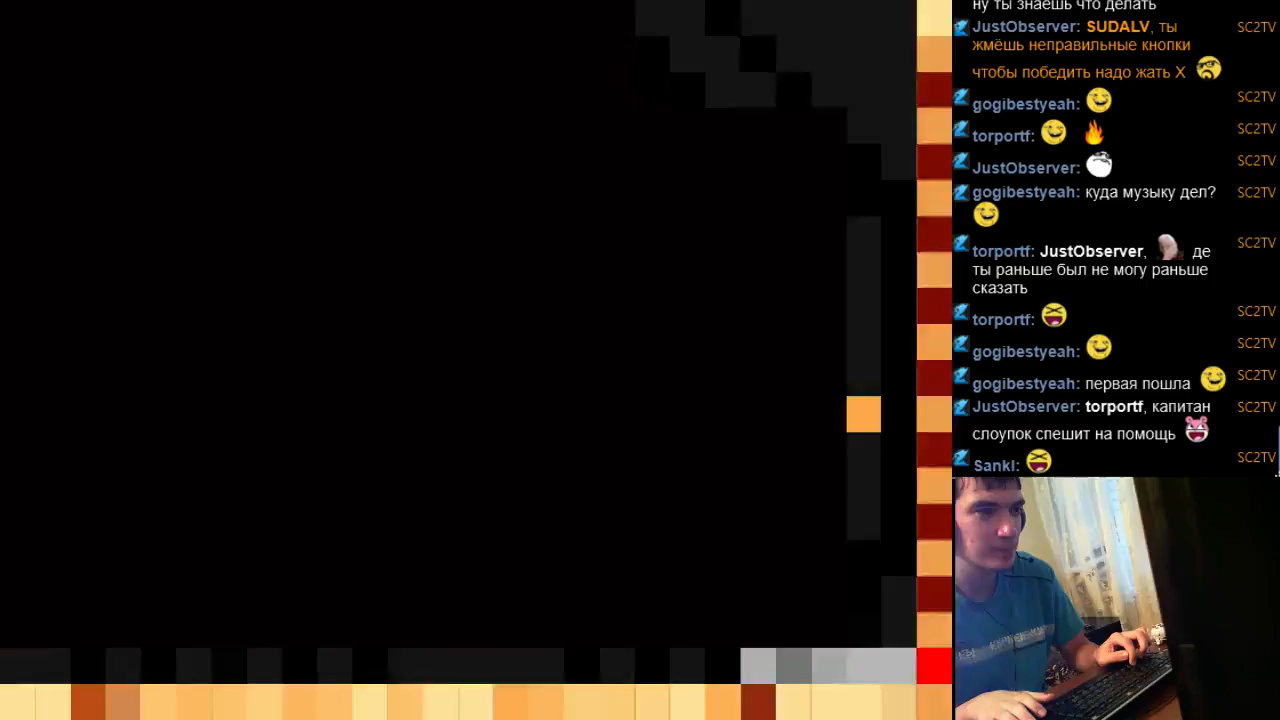 ну ты знаешь что делать
JustObserver: SUDALV, ты SC2TV
жмёшь неправильные кнопки
чтобы победить надо жать X
gogibestyeah: SC2TV
torportf: SC2TV
JustObserver: SC2TV
gogibestyeah: куда музыку дел? SC2TV
torportf: JustObserver, де SC2TV
ты раньше был не могу раньше
сказать
torportf: SC2TV
gogibestyeah: SC2TV
gogibestyeah: первая пошла SC2TV
JustObserver: torportf, капитан SC2TV
слоупок спешит на помощь
SankI: SC2TV